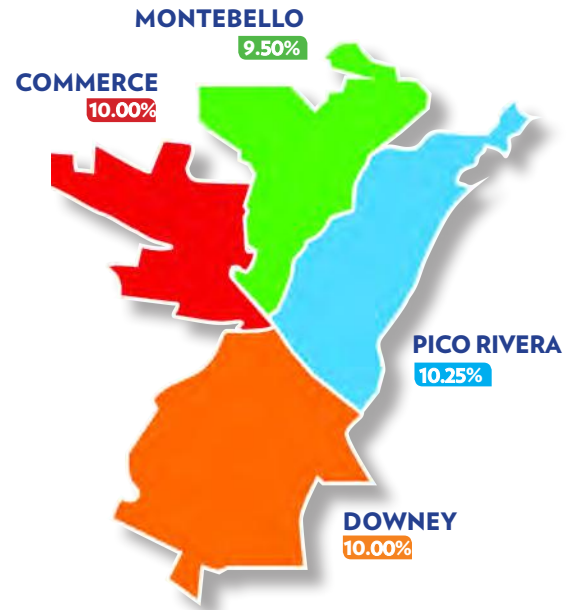 MONTEBELLO
9.50%
COMMERCE
10.00%
PICO RIVERA
10.25%
DOWNEY
10.00%